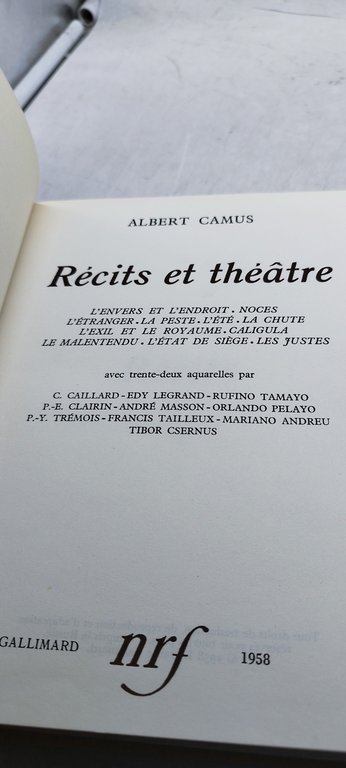 ALBERT CAMUS
Récits et théâtre
L'ENVERS ET L'ENDROIT . NOCES
L'ÉTRANGER . LA PESTE . L'ÉTÉ . LA CHUTE
L'EXIL ET LE ROYAUME . CALIGULA
LE MALENTENDU . L'ÉTAT DE SIÈGE . LES JUSTES
avec trente-deux aquarelles par
C. CAILLARD - EDY LEGRAND - RUFINO TAMAYO
P.-E. CLAIRIN - ANDRÉ MASSON - ORLANDO PELAYO
P.-Y. TRÉMOIS - FRANCIS TAILLEUX - MARIANO ANDREU
TIBOR CSERNUS
GALLIMARD nrf 1958